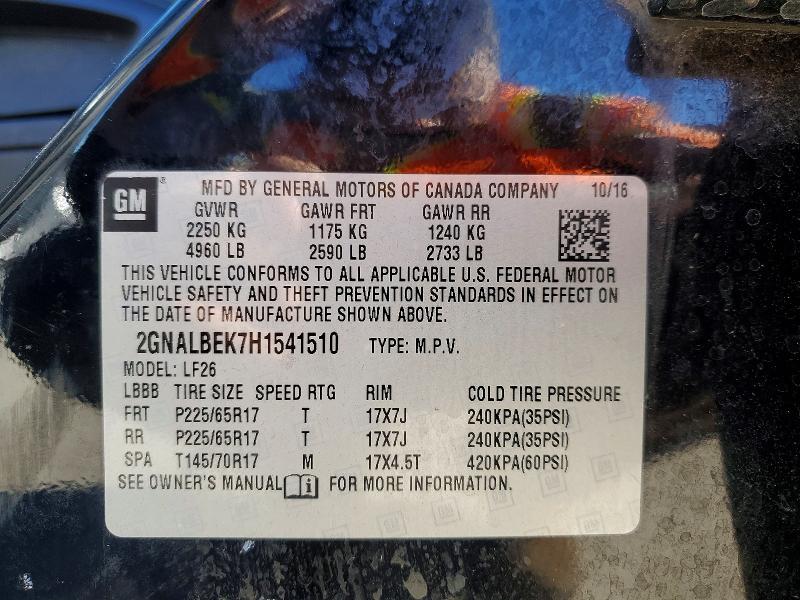 GM® MFD BY GENERAL MOTORS OF CANADA COMPANY 10/16
GVWR GAWR FRT GAWR RR
2250 KG 1175 KG 1240 KG
4960 LB 2590 LB 2733 LB
THIS VEHICLE CONFORMS TO ALL APPLICABLE U.S. FEDERAL MOTOR
VEHICLE SAFETY AND THEFT PREVENTION STANDARDS IN EFFECT ON
THE DATE OF MANUFACTURE SHOWN ABOVE.
2GNALBEK7H1541510 TYPE: M.P.V.
MODEL: LF26
LBBB TIRE SIZE SPEED RTG RIM COLD TIRE PRESSURE
FRT P225/65R17 T 17X7J 240KPA(35PSI)
RR P225/65R17 T 17X7J 240KPA(35PSI)
SPA T145/70R17 M 17X4.5T 420KPA(60PSI)
SEE OWNER'S MANUAL i FOR MORE INFORMATION.